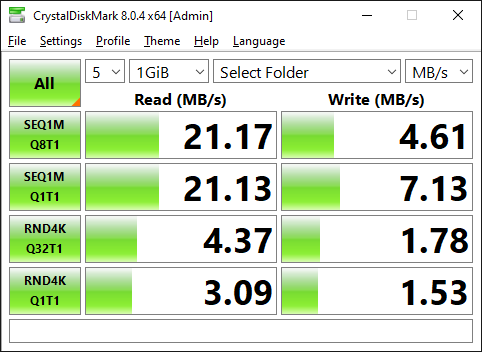 CrystalDiskMark 8.0.4 x64 [Admin]
File Settings Profile Theme Help Language
All 5 1GiB Select Folder MB/s
Read (MB/s) Write (MB/s)
SEQ1M
Q8T1 21.17 4.61
SEQ1M
Q1T1 21.13 7.13
RND4K
Q32T1 4.37 1.78
RND4K
Q1T1 3.09 1.53